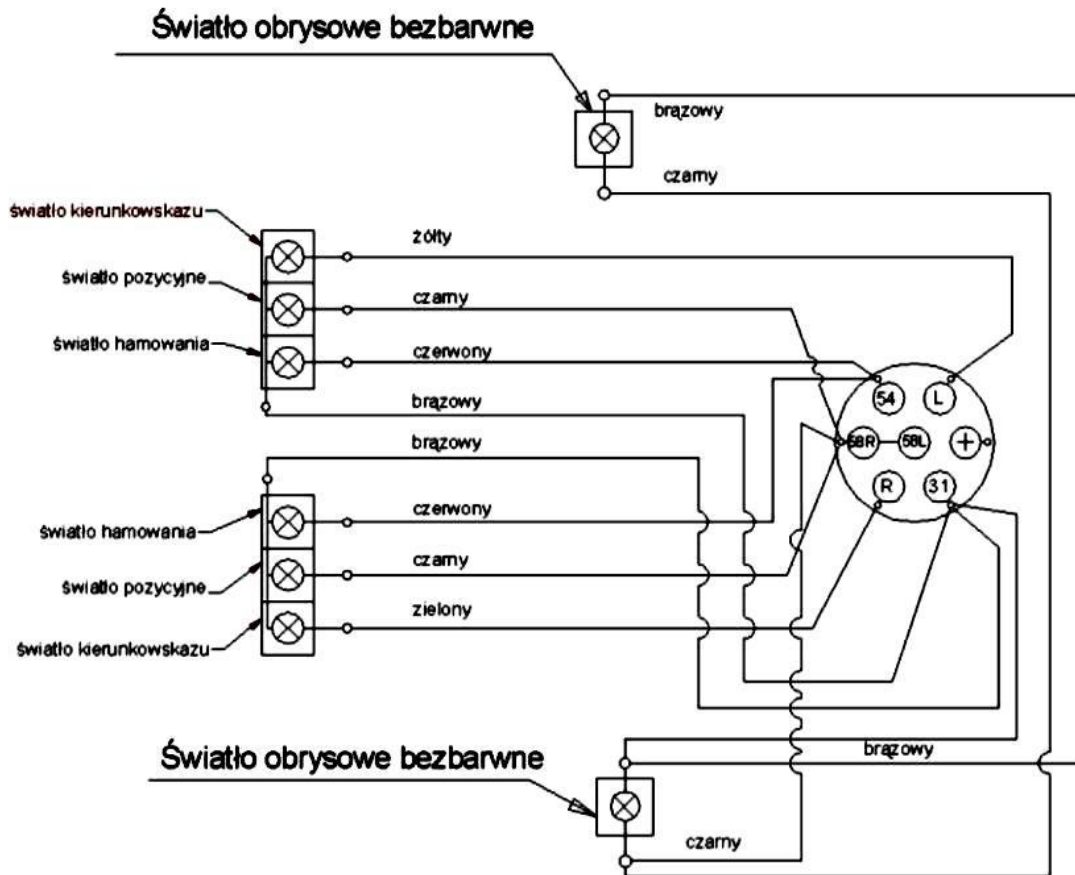 Światło obrysowe bezbarwne
brązowy
czarny
światło kierunkowskazu
żółty
światło pozycyjne
czarny
światło hamowania
czerwony
brązowy
brązowy
54
L
58R
58L
+
R
31
światło hamowania
czerwony
światło pozycyjne
czarny
światło kierunkowskazu
zielony
Światło obrysowe bezbarwne
brązowy
czarny